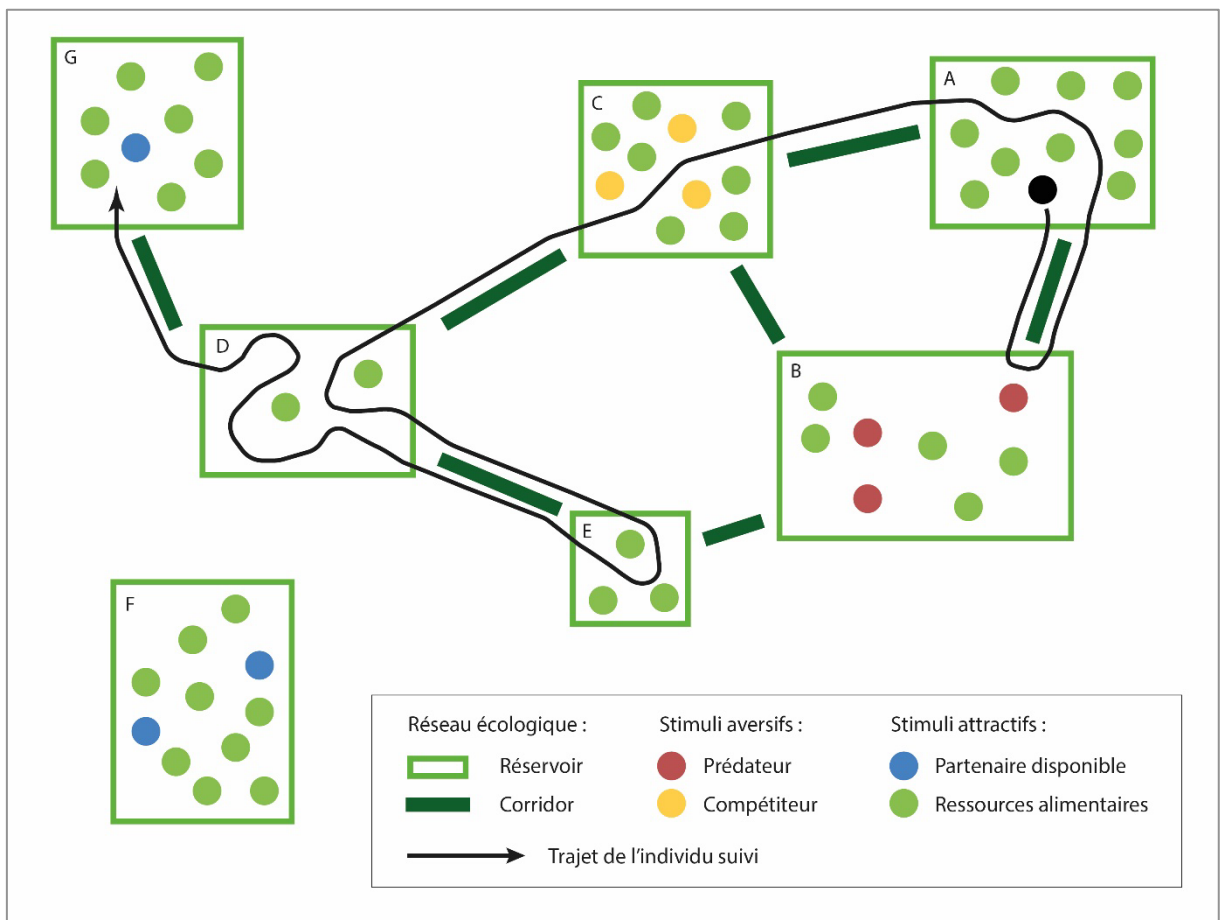 G
A
C
D
B
E
F
Réseau écologique :
Stimuli aversifs :
Stimuli attractifs :
Réservoir
Prédateur
Partenaire disponible
Corridor
Compétiteur
Ressources alimentaires
Trajet de l'individu suivi